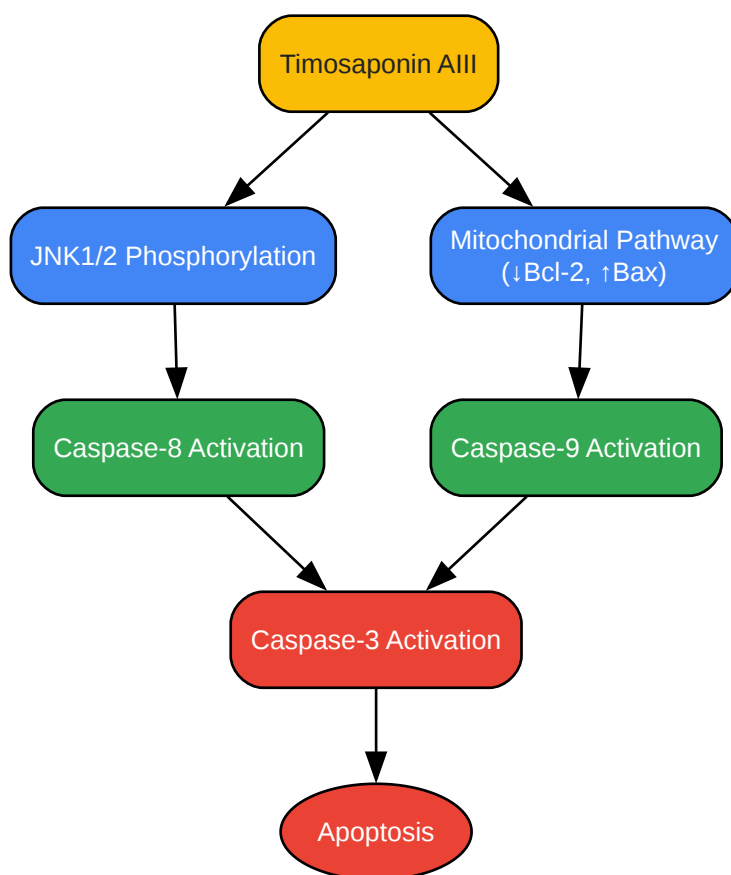 Timosaponin AIII
JNK1/2 Phosphorylation
Mitochondrial Pathway
(↓Bcl-2, ↑Bax)
Caspase-8 Activation
Caspase-9 Activation
Caspase-3 Activation
Apoptosis